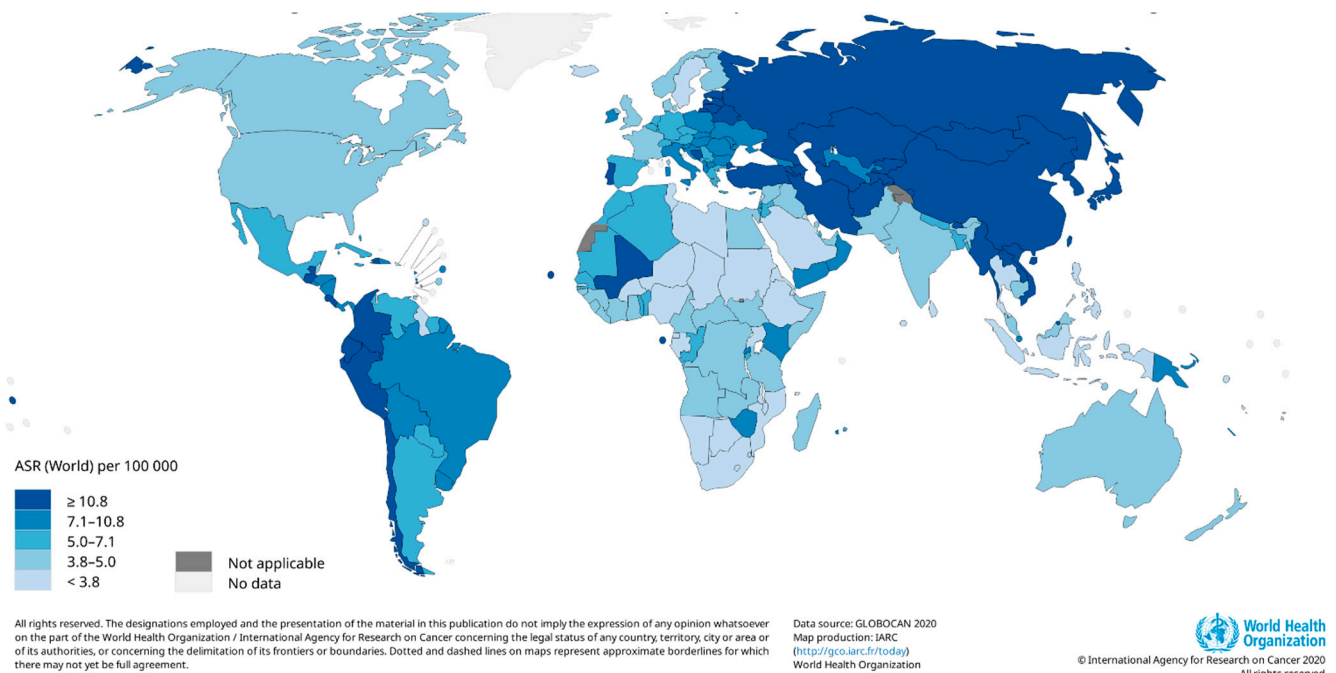 ASR (World) per 100 000
≥ 10.8
7.1–10.8
5.0–7.1
3.8–5.0
< 3.8
Not applicable
No data
All rights reserved. The designations employed and the presentation of the material in this publication do not imply the expression of any opinion whatsoever
on the part of the World Health Organization / International Agency for Research on Cancer concerning the legal status of any country, territory, city or area or
of its authorities, or concerning the delimitation of its frontiers or boundaries. Dotted and dashed lines on maps represent approximate borderlines for which
there may not yet be full agreement.
Data source: GLOBOCAN 2020
Map production: IARC
(http://gco.iarc.fr/today)
World Health Organization
World Health
Organization
© International Agency for Research on Cancer 2020
All rights reserved